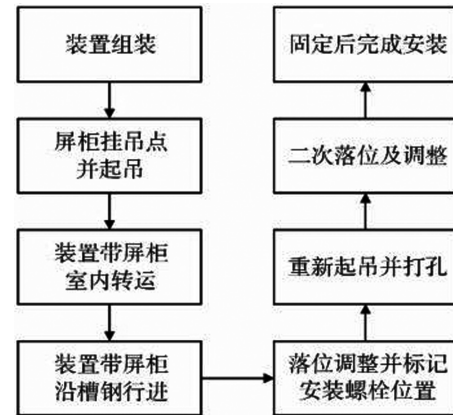 装置组装
屏柜挂吊点
并起吊
装置带屏柜
室内转运
装置带屏柜
沿槽钢行进
落位调整并标记
安装螺栓位置
重新起吊并打孔
二次落位及调整
固定后完成安装